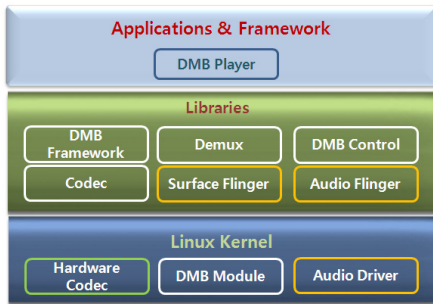 Applications & Framework
DMB Player
Libraries
DMB Framework
Demux
DMB Control
Codec
Surface Flinger
Audio Flinger
Linux Kernel
Hardware Codec
DMB Module
Audio Driver